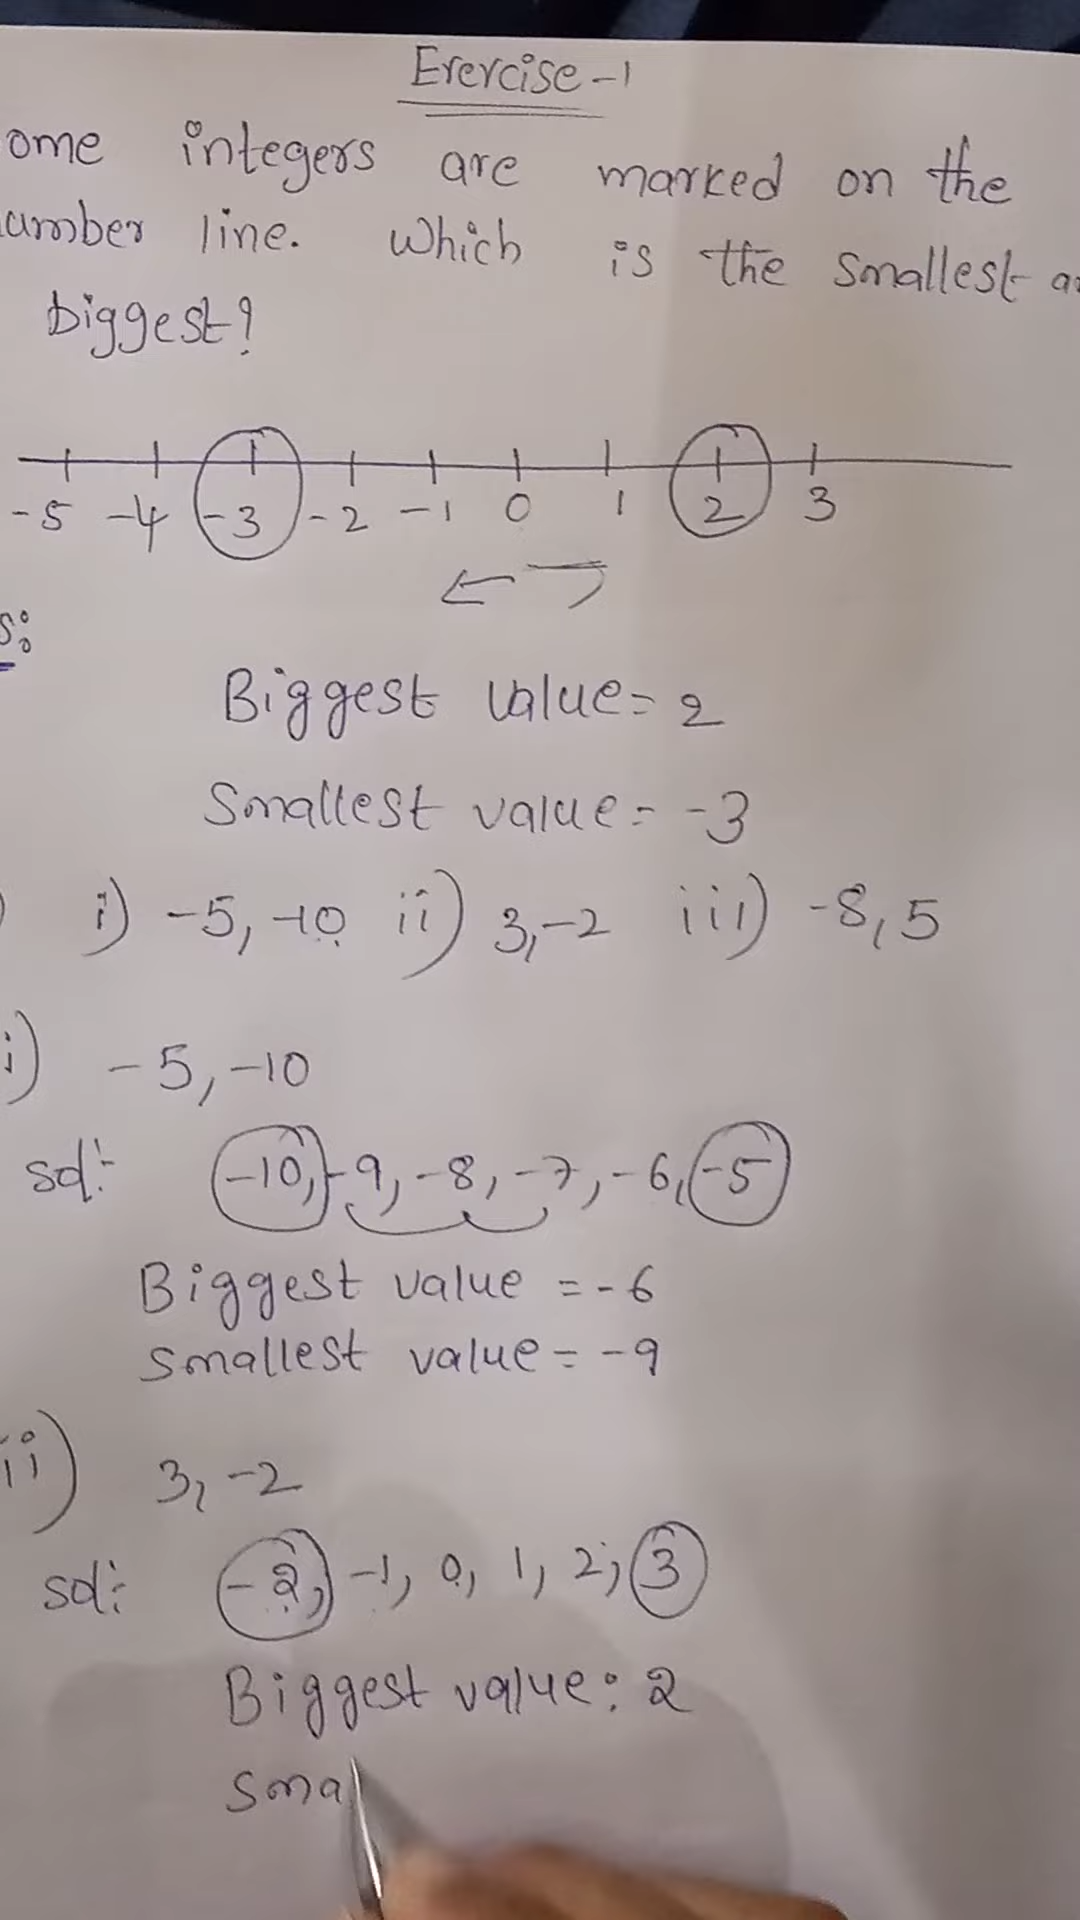 Exercise-1
ome integers are marked on the
umber line. Which is the smallest a
biggest?
-5 -4 -3 -2 -1 0 1 2 3
s:
Biggest value= 2
Smallest value= -3
) i) -5, -10 ii) 3,-2 iii) -8,5
i) -5, -10
sol: -10, -9, -8, -7, -6, -5
Biggest value = -6
Smallest value = -9
ii) 3, -2
sol: -2, -1, 0, 1, 2, 3
Biggest value: 2
Sma